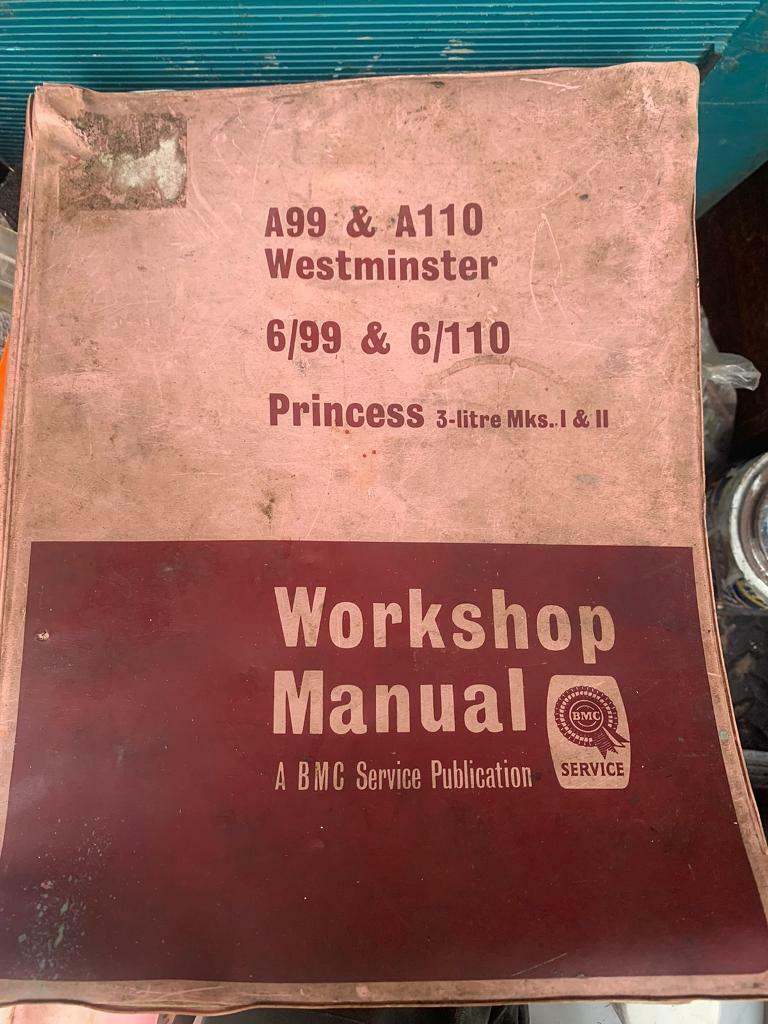 A99 & A110
Westminster
6/99 & 6/110
Princess 3-litre Mks. I & II
Workshop
Manual
A BMC Service Publication
BMC
SERVICE